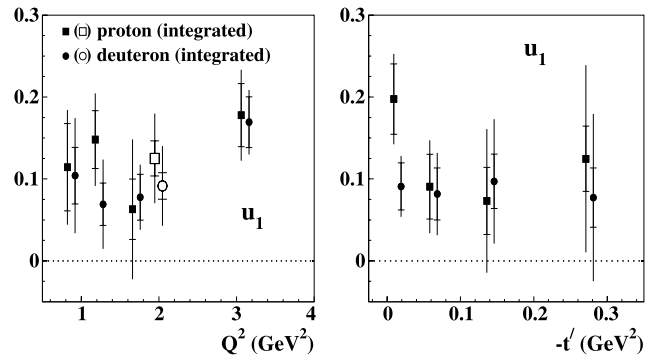 0.3
0.2
0.1
0
■ (□) proton (integrated)
● (○) deuteron (integrated)
u₁
1 2 3 4
Q² (GeV²)
0.3
0.2
0.1
0
u₁
0 0.1 0.2 0.3
-t′ (GeV²)